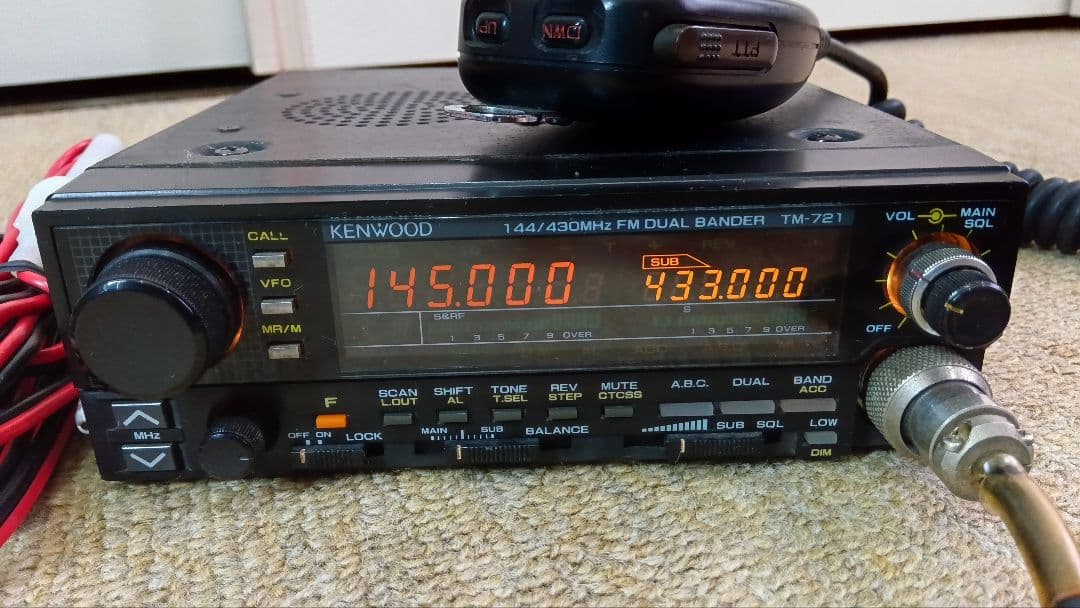 UP
DWN
PTT
KENWOOD 144/430MHz FM DUAL BANDER TM-721
145.000 SUB 433.000
S&RF 1 3 5 7 9 OVER
S 1 3 5 7 9 OVER
CALL
VFO
MR/M
VOL MAIN SQL
OFF
MHz
F
SCAN SHIFT TONE REV MUTE A.B.C. DUAL BAND
L.OUT AL T.SEL STEP CTCSS ACC
OFF ON LOCK MAIN SUB BALANCE SUB SQL LOW
DIM